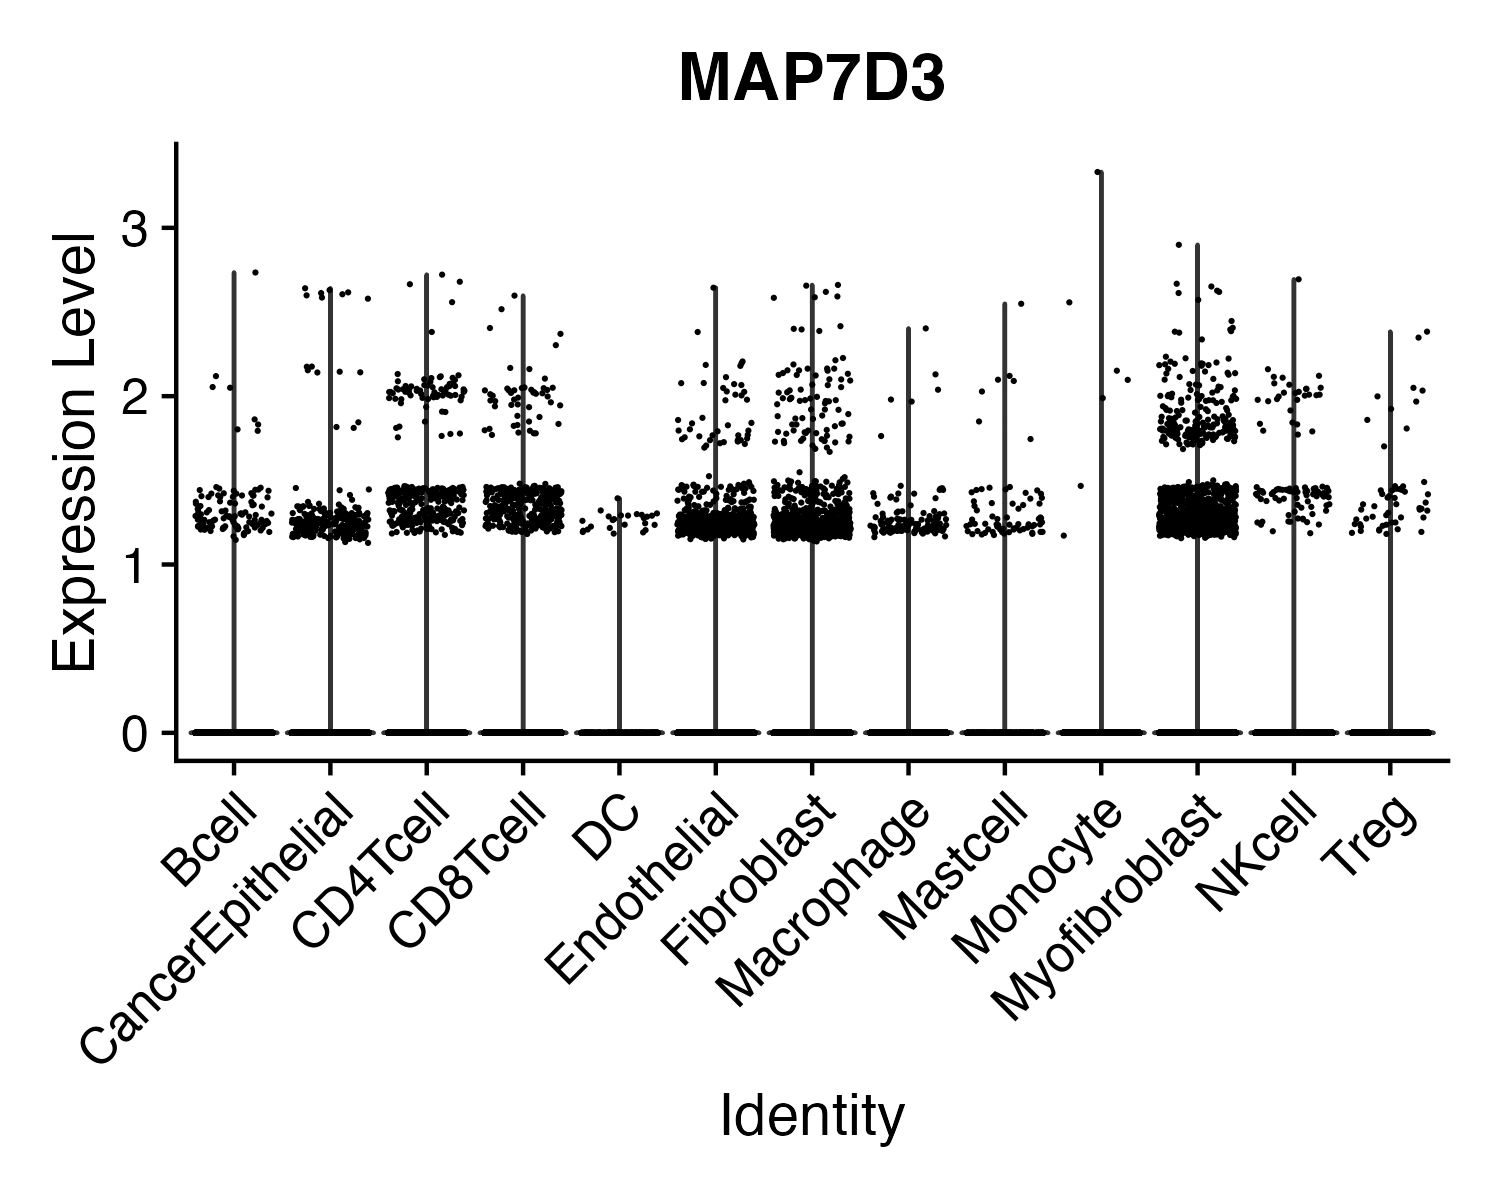 MAP7D3
Expression Level
3
2
1
0
Bcell
CancerEpithelial
CD4Tcell
CD8Tcell
DC
Endothelial
Fibroblast
Macrophage
Mastcell
Monocyte
Myofibroblast
NKcell
Treg
Identity